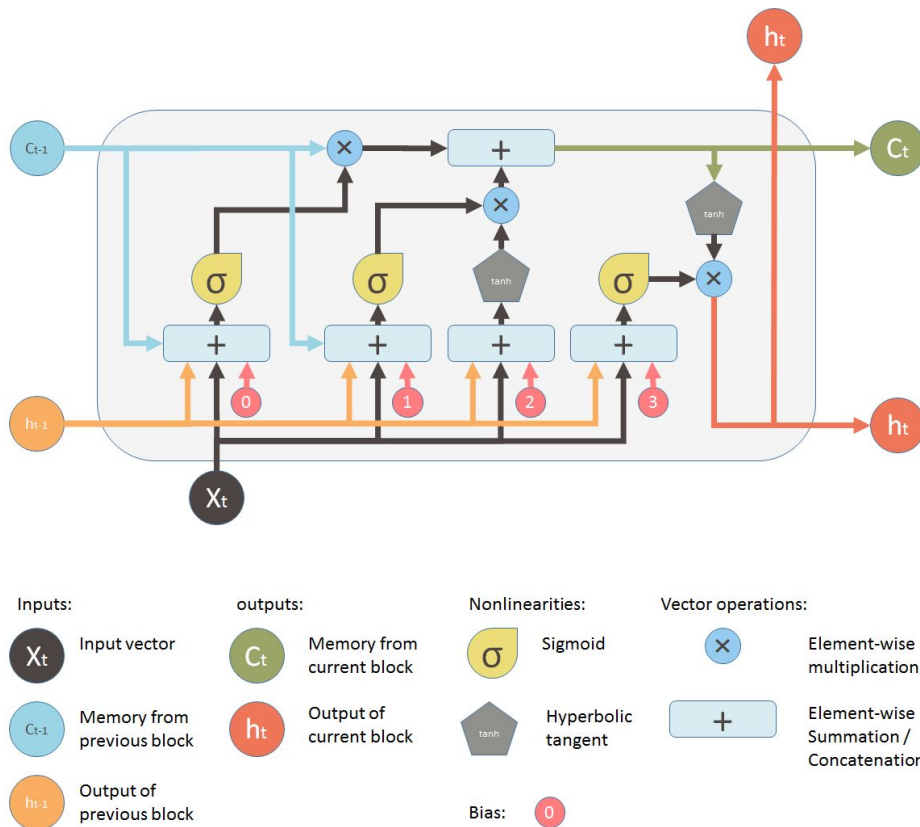 ht
Ct-1
×
+
Ct
tanh
×
σ
σ
tanh
σ
×
+
+
+
+
0
1
2
3
ht-1
ht
Xt
Inputs:
outputs:
Nonlinearities:
Vector operations:
Xt
Input vector
Ct
Memory from
current block
σ
Sigmoid
×
Element-wise
multiplication
Ct-1
Memory from
previous block
ht
Output of
current block
tanh
Hyperbolic
tangent
+
Element-wise
Summation /
Concatenation
ht-1
Output of
previous block
Bias:
0